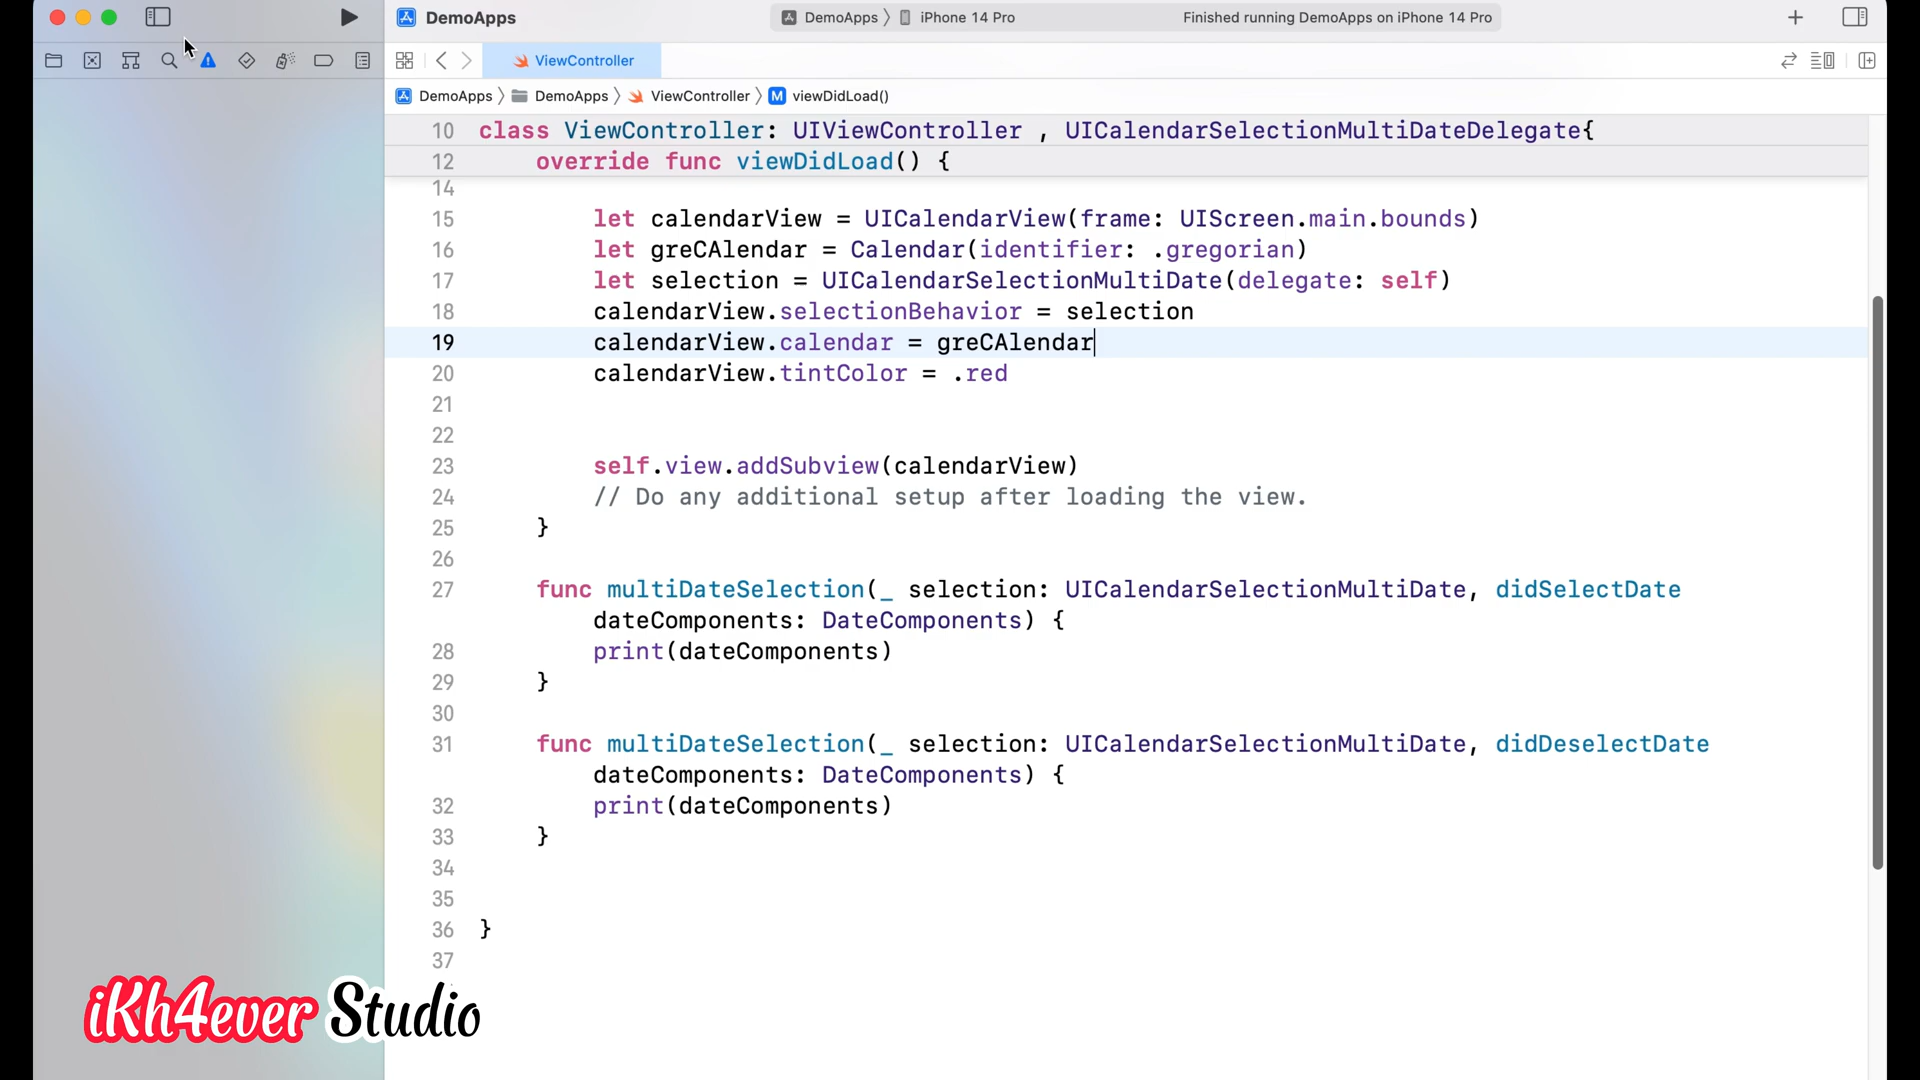 DemoApps
DemoApps
iPhone 14 Pro
Finished running DemoApps on iPhone 14 Pro
ViewController
DemoApps
DemoApps
ViewController
M
viewDidLoad()
10 class ViewController: UIViewController , UICalendarSelectionMultiDateDelegate{
12 override func viewDidLoad() {
14
15 let calendarView = UICalendarView(frame: UIScreen.main.bounds)
16 let greCAlendar = Calendar(identifier: .gregorian)
17 let selection = UICalendarSelectionMultiDate(delegate: self)
18 calendarView.selectionBehavior = selection
19 calendarView.calendar = greCAlendar
20 calendarView.tintColor = .red
21
22
23 self.view.addSubview(calendarView)
24 // Do any additional setup after loading the view.
25 }
26
27 func multiDateSelection(_ selection: UICalendarSelectionMultiDate, didSelectDate
dateComponents: DateComponents) {
28 print(dateComponents)
29 }
30
31 func multiDateSelection(_ selection: UICalendarSelectionMultiDate, didDeselectDate
dateComponents: DateComponents) {
32 print(dateComponents)
33 }
34
35
36 }
37
iKh4ever Studio